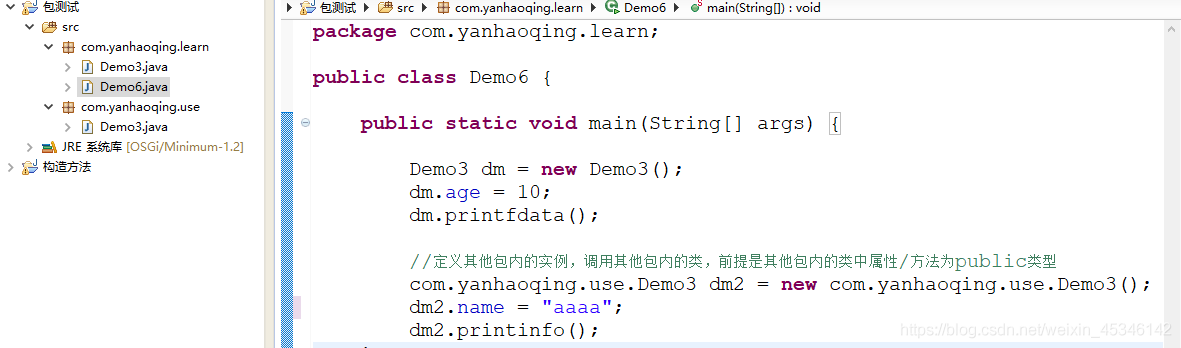 包测试
src
com.yanhaoqing.learn
Demo3.java
Demo6.java
com.yanhaoqing.use
Demo3.java
JRE 系统库 [OSGi/Minimum-1.2]
构造方法
包测试 src com.yanhaoqing.learn Demo6 main(String[]) : void
package com.yanhaoqing.learn;
public class Demo6 {
public static void main(String[] args) {
Demo3 dm = new Demo3();
dm.age = 10;
dm.printfdata();
//定义其他包内的实例，调用其他包内的类，前提是其他包内的类中属性/方法为public类型
com.yanhaoqing.use.Demo3 dm2 = new com.yanhaoqing.use.Demo3();
dm2.name = "aaaa";
dm2.printinfo();
https://blog.csdn.net/weixin_45346142